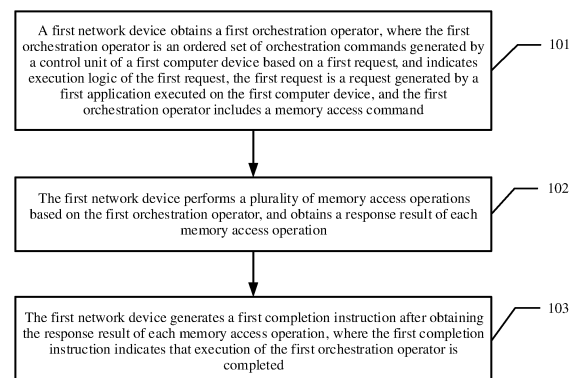 A first network device obtains a first orchestration operator, where the first
orchestration operator is an ordered set of orchestration commands generated by
a control unit of a first computer device based on a first request, and indicates
execution logic of the first request, the first request is a request generated by a
first application executed on the first computer device, and the first
orchestration operator includes a memory access command
101
The first network device performs a plurality of memory access operations
based on the first orchestration operator, and obtains a response result of each
memory access operation
102
The first network device generates a first completion instruction after obtaining
the response result of each memory access operation, where the first completion
instruction indicates that execution of the first orchestration operator is
completed
103